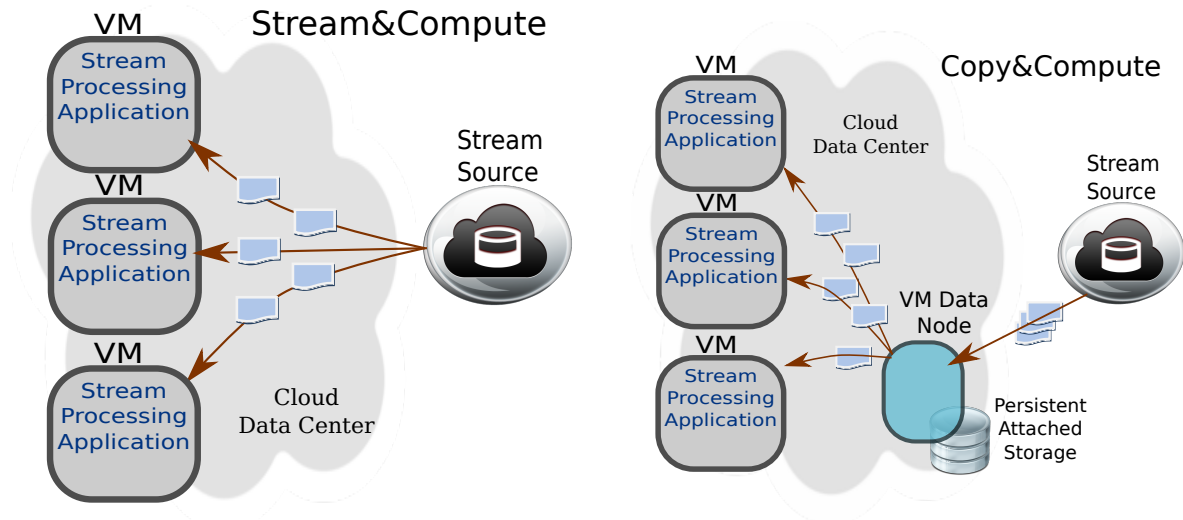 Stream&Compute
VM
Stream
Processing
Application
VM
Stream
Processing
Application
VM
Stream
Processing
Application
Stream
Source
Cloud
Data Center
Copy&Compute
VM
Stream
Processing
Application
VM
Stream
Processing
Application
VM
Stream
Processing
Application
Cloud
Data Center
Stream
Source
VM Data
Node
Persistent
Attached
Storage